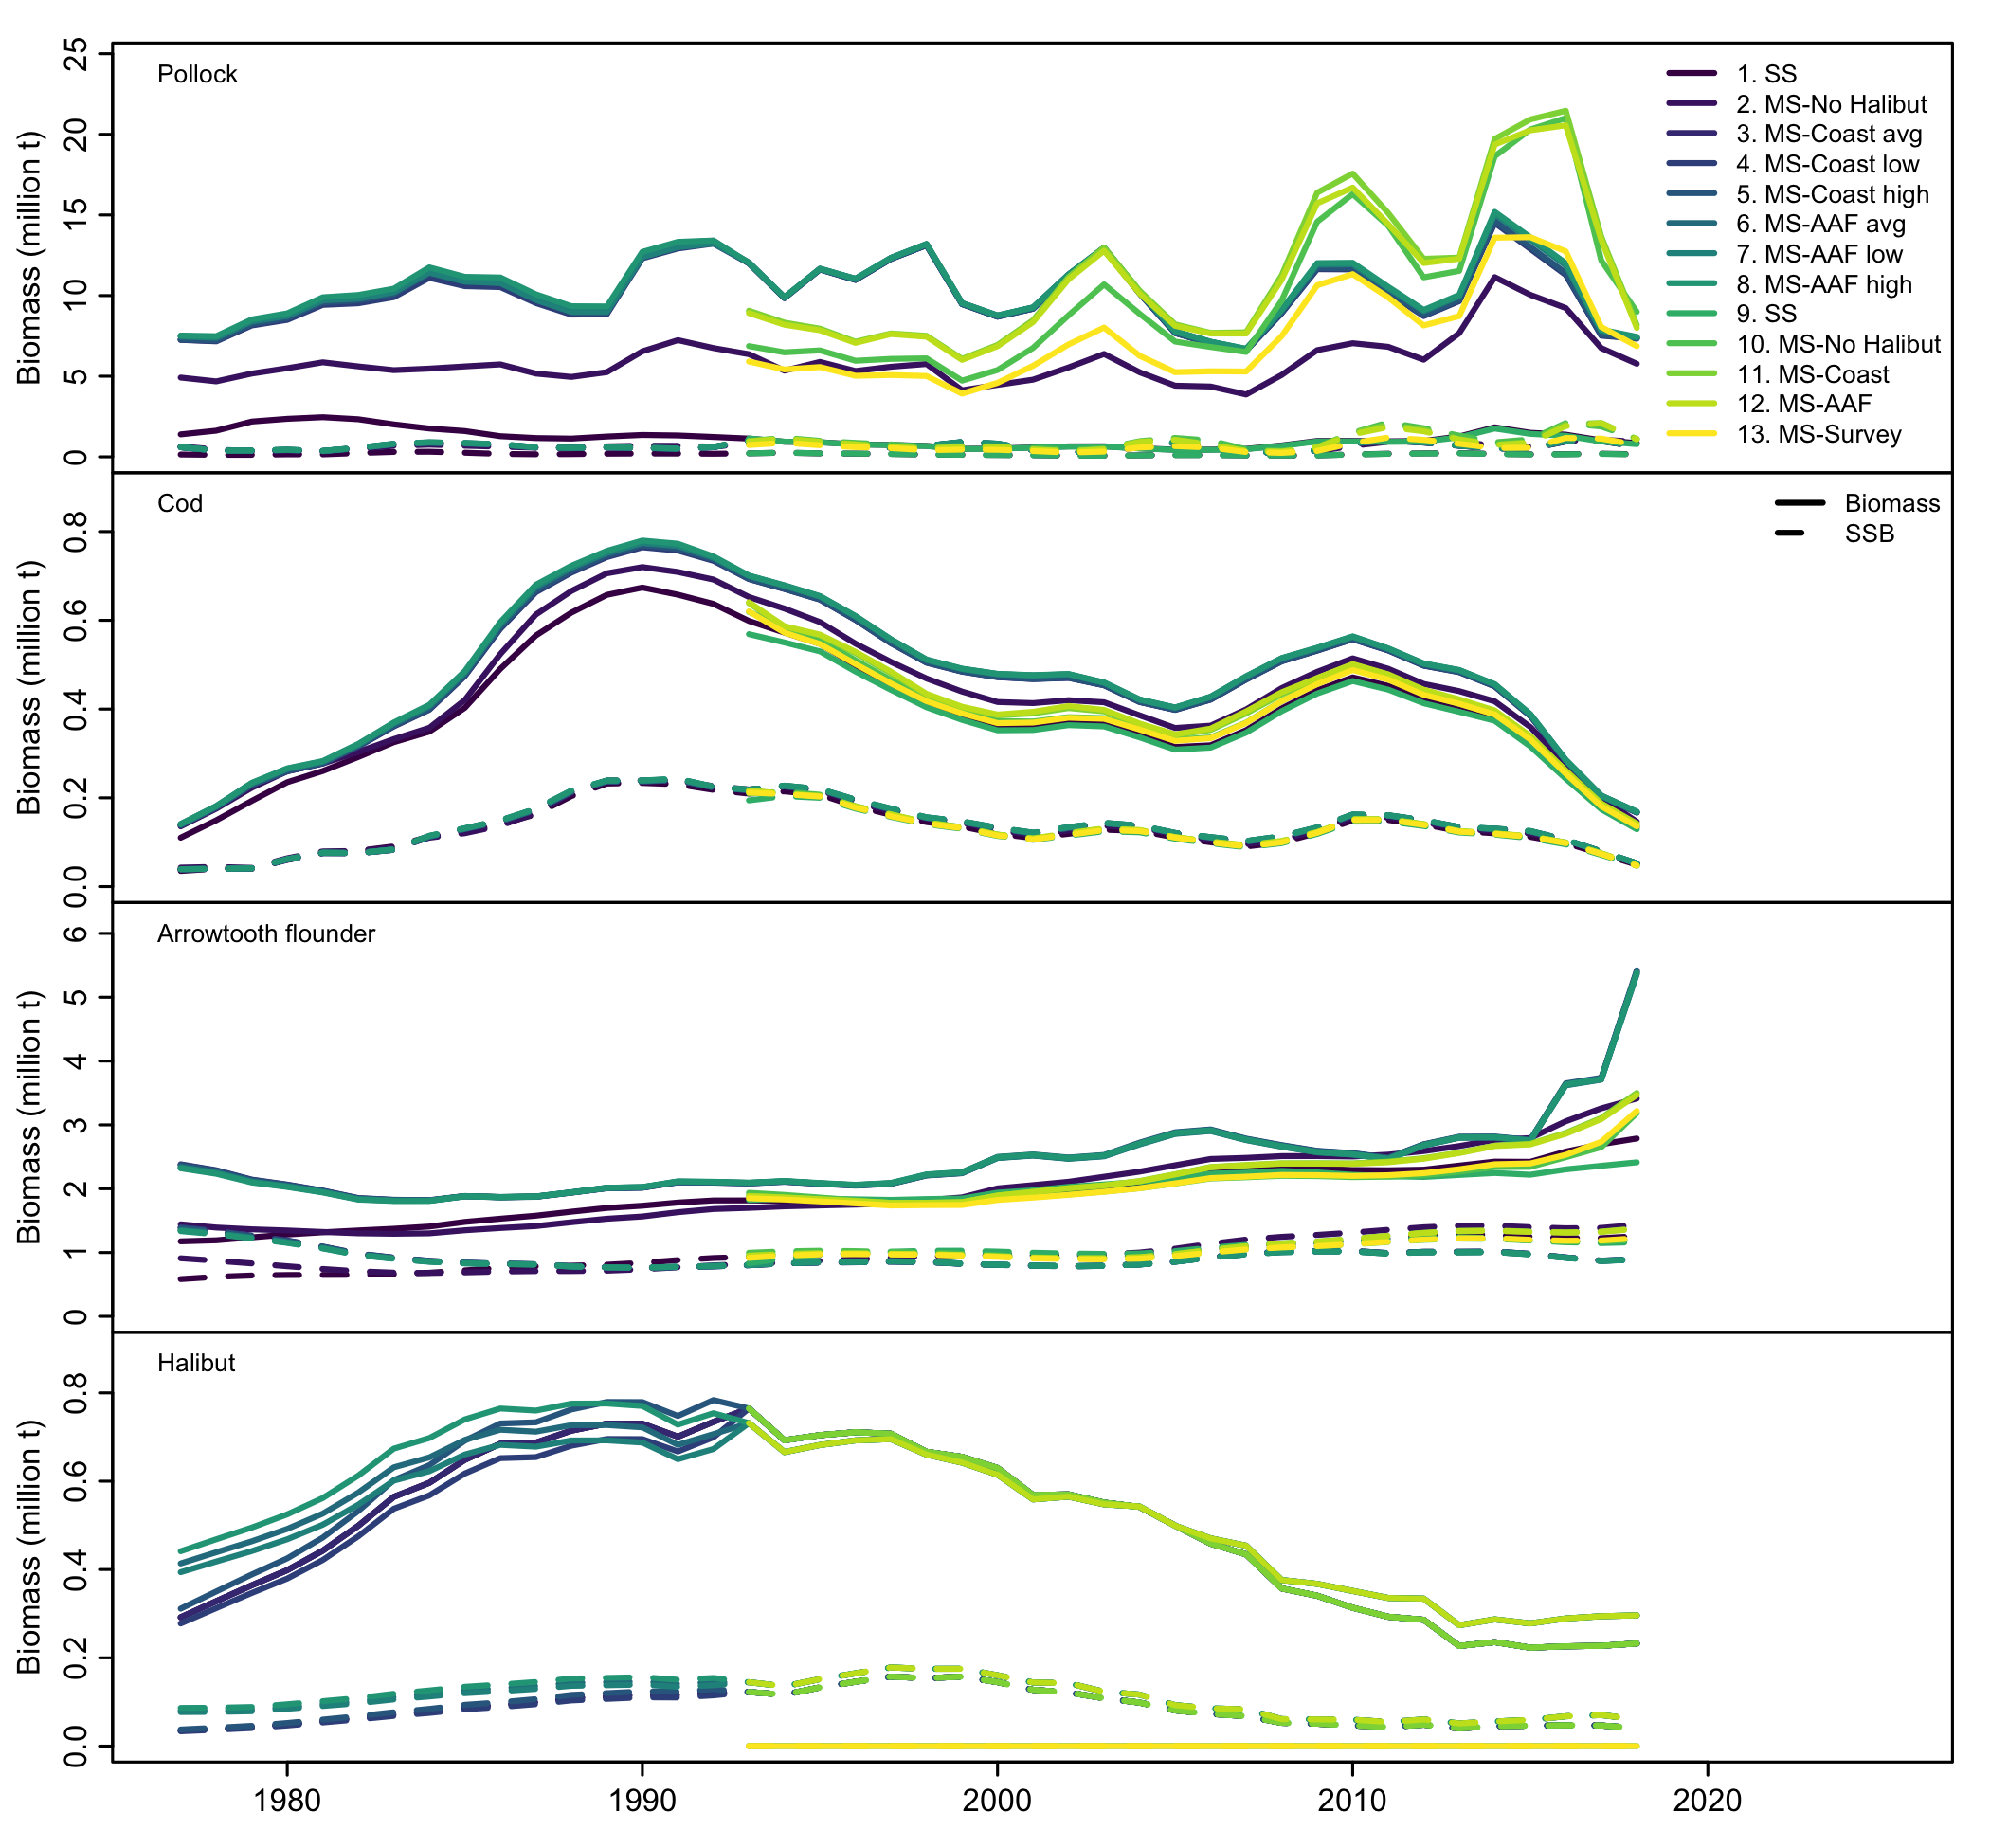 Pollock
Biomass (million t)
0 5 10 15 20 25
1. SS
2. MS-No Halibut
3. MS-Coast avg
4. MS-Coast low
5. MS-Coast high
6. MS-AAF avg
7. MS-AAF low
8. MS-AAF high
9. SS
10. MS-No Halibut
11. MS-Coast
12. MS-AAF
13. MS-Survey
Cod
Biomass (million t)
0.0 0.2 0.4 0.6 0.8
Biomass
SSB
Arrowtooth flounder
Biomass (million t)
0 1 2 3 4 5 6
Halibut
Biomass (million t)
0.0 0.2 0.4 0.6 0.8
1980 1990 2000 2010 2020